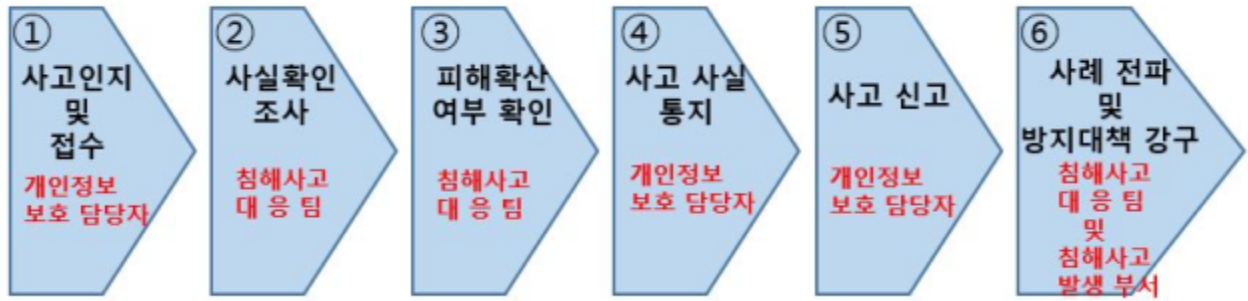 ①
사고인지
및
접수
개인정보
보호 담당자
②
사실확인
조사
침해사고
대 응 팀
③
피해확산
여부 확인
침해사고
대 응 팀
④
사고 사실
통지
개인정보
보호 담당자
⑤
사고 신고
개인정보
보호 담당자
⑥
사례 전파
및
방지대책 강구
침해사고
대 응 팀
및
침해사고
발생 부서